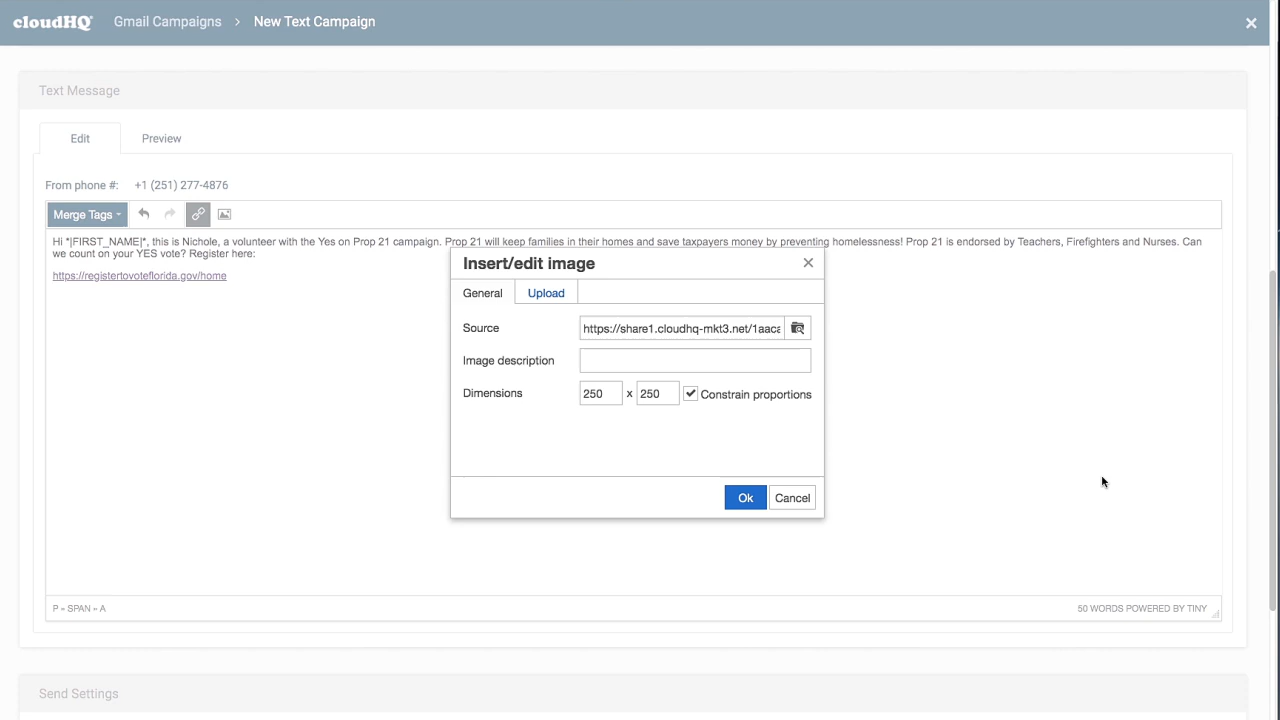 cloudHQ Gmail Campaigns > New Text Campaign
Text Message
Edit Preview
From phone #: +1 (251) 277-4876
Merge Tags
Hi *|FIRST_NAME|*, this is Nichole, a volunteer with the Yes on Prop 21 campaign. Prop 21 will keep families in their homes and save taxpayers money by preventing homelessness! Prop 21 is endorsed by Teachers, Firefighters and Nurses. Can
we count on your YES vote? Register here:
https://registertovoteflorida.gov/home
Insert/edit image
General Upload
Source https://share1.cloudhq-mkt3.net/1aaca
Image description
Dimensions 250 x 250 Constrain proportions
Ok Cancel
P » SPAN » A 50 WORDS POWERED BY TINY
Send Settings